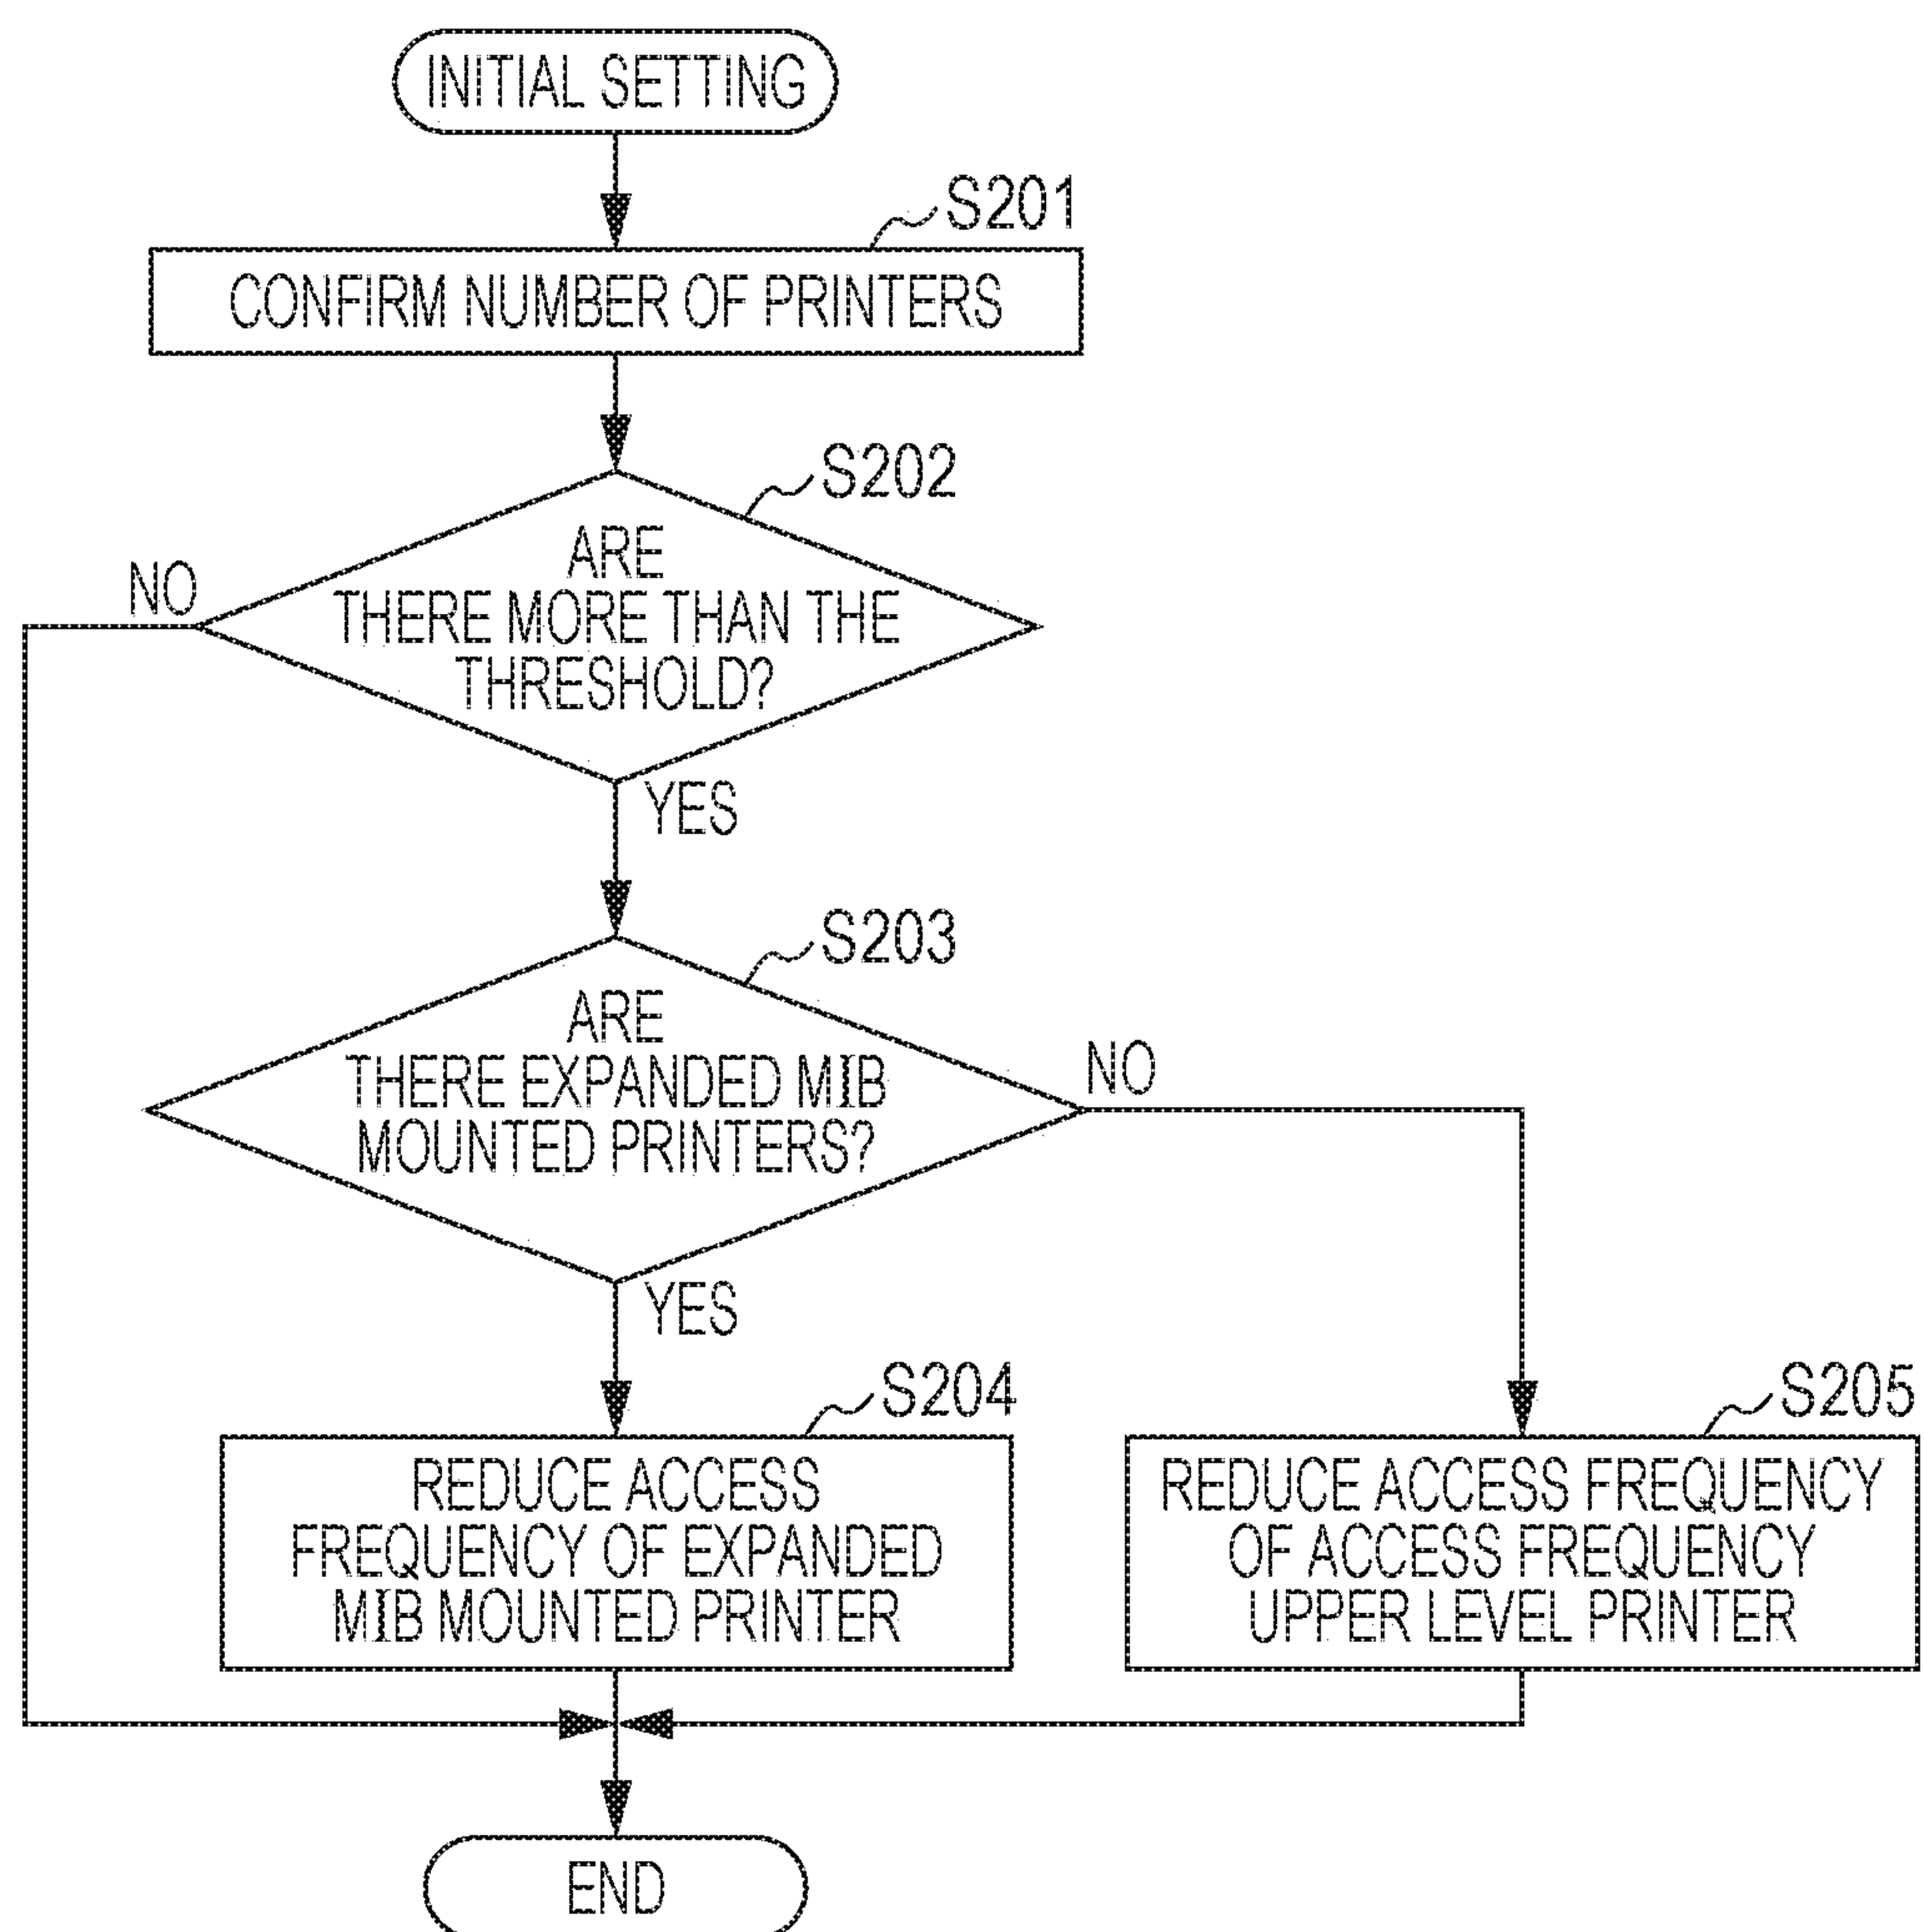 INITIAL SETTING
S201
CONFIRM NUMBER OF PRINTERS
S202
ARE
THERE MORE THAN THE
THRESHOLD?
NO
YES
S203
ARE
THERE EXPANDED MIB
MOUNTED PRINTERS?
NO
YES
S204
REDUCE ACCESS
FREQUENCY OF EXPANDED
MIB MOUNTED PRINTER
S205
REDUCE ACCESS FREQUENCY
OF ACCESS FREQUENCY
UPPER LEVEL PRINTER
END